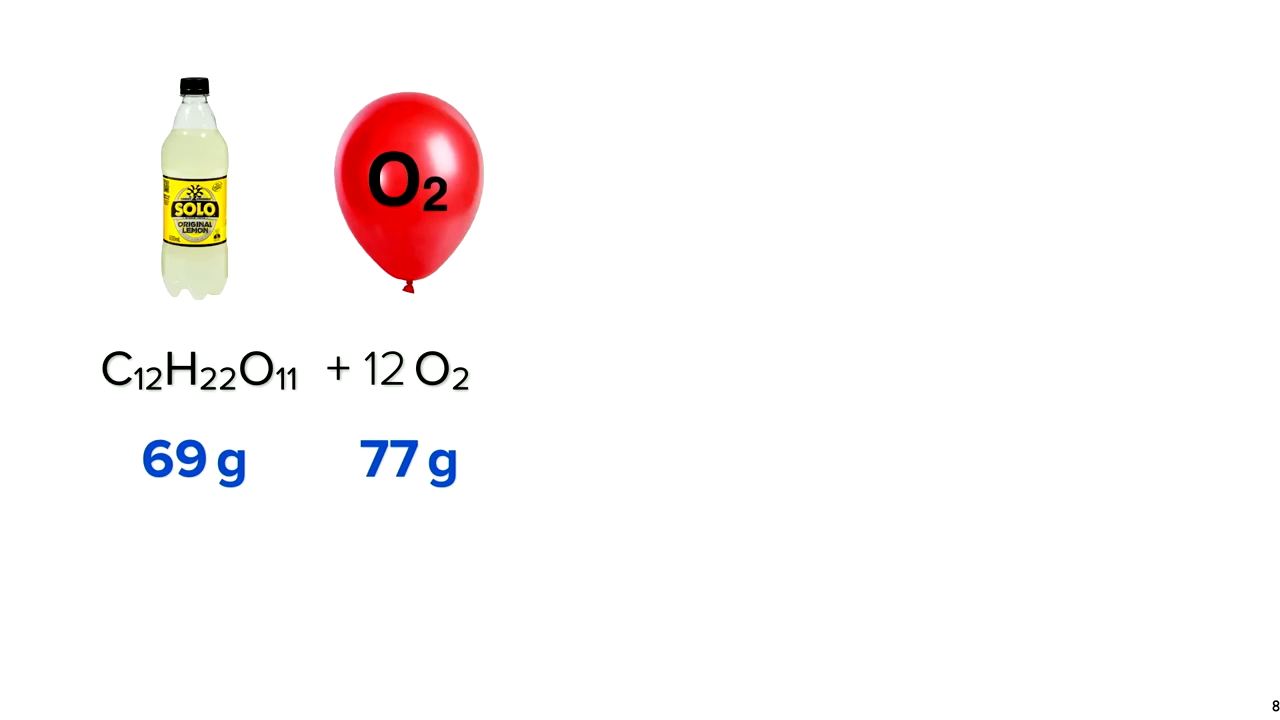 O₂
SOLO
ORIGINAL
LEMON
C₁₂H₂₂O₁₁ + 12 O₂
69 g 77 g
8